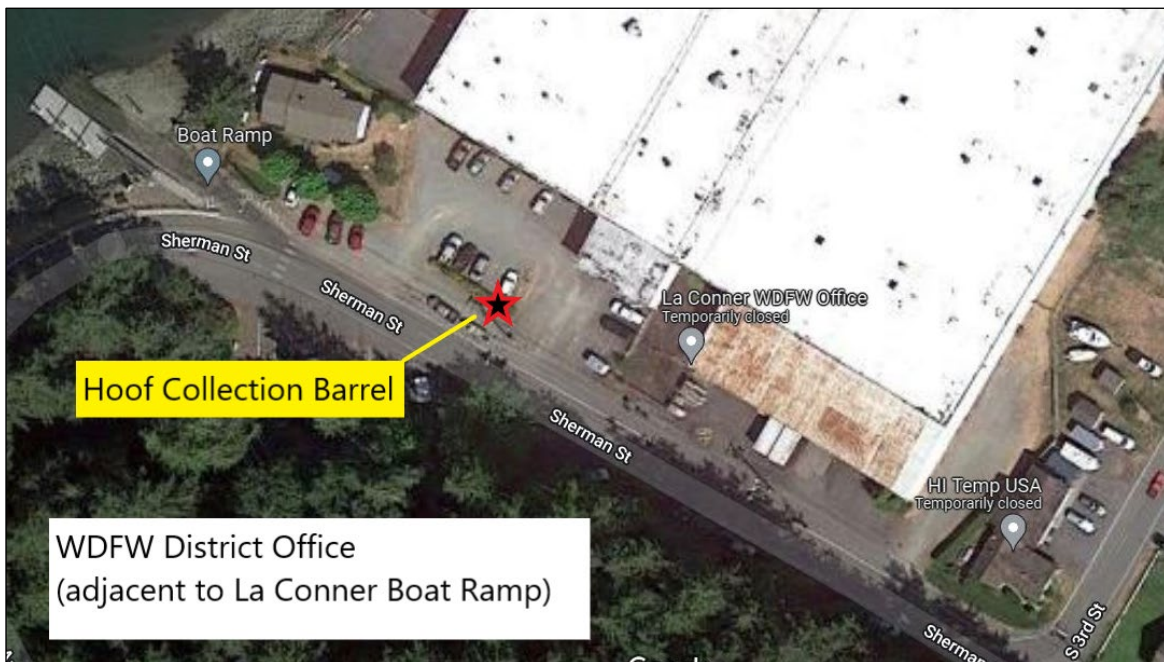 Boat Ramp
Sherman St
Sherman St
La Conner WDFW Office
Temporarily closed
Hoof Collection Barrel
Sherman St
HI Temp USA
Temporarily closed
WDFW District Office
(adjacent to La Conner Boat Ramp)
S 3rd St
Sherman